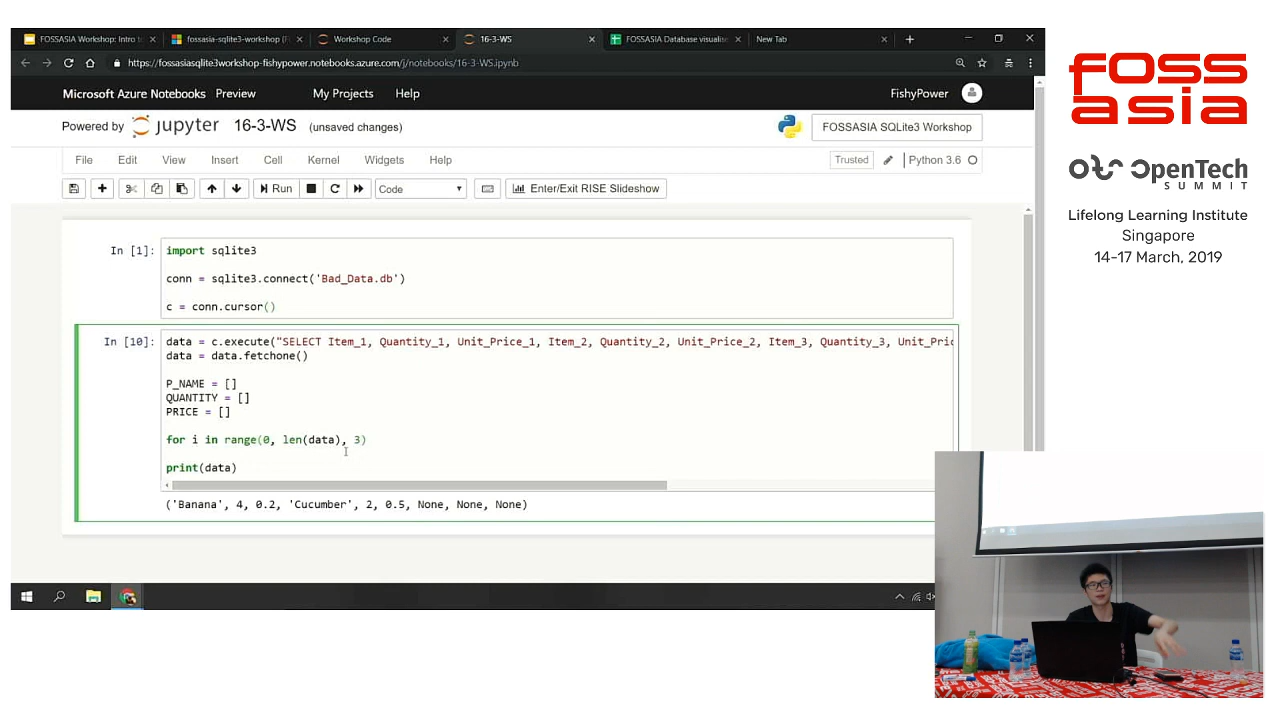 FOSSASIA Workshop: Intro to
fossasia-sqlite3-workshop (Fi
Workshop Code
16-3-WS
FOSSASIA Database visualise
New Tab
https://fossasiasqlite3workshop-fishypower.notebooks.azure.com/j/notebooks/16-3-WS.ipynb
Microsoft Azure Notebooks Preview My Projects Help FishyPower
Powered by jupyter 16-3-WS (unsaved changes) FOSSASIA SQLite3 Workshop
File Edit View Insert Cell Kernel Widgets Help Trusted Python 3.6
Run Code Enter/Exit RISE Slideshow
In [1]: import sqlite3
conn = sqlite3.connect('Bad_Data.db')
c = conn.cursor()
In [10]: data = c.execute("SELECT Item_1, Quantity_1, Unit_Price_1, Item_2, Quantity_2, Unit_Price_2, Item_3, Quantity_3, Unit_Pric
data = data.fetchone()
P_NAME = []
QUANTITY = []
PRICE = []
for i in range(0, len(data), 3)
print(data)
('Banana', 4, 0.2, 'Cucumber', 2, 0.5, None, None, None)
FOSS
ASIA
OpenTech
SUMMIT
Lifelong Learning Institute
Singapore
14-17 March, 2019